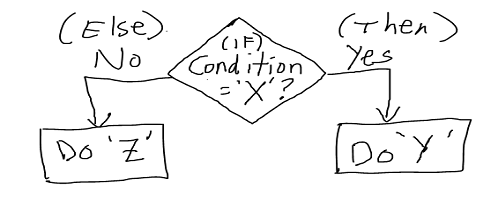 (Else)
No
(IF)
Condition
='X'?
(Then)
Yes
Do 'Z'
Do 'Y'